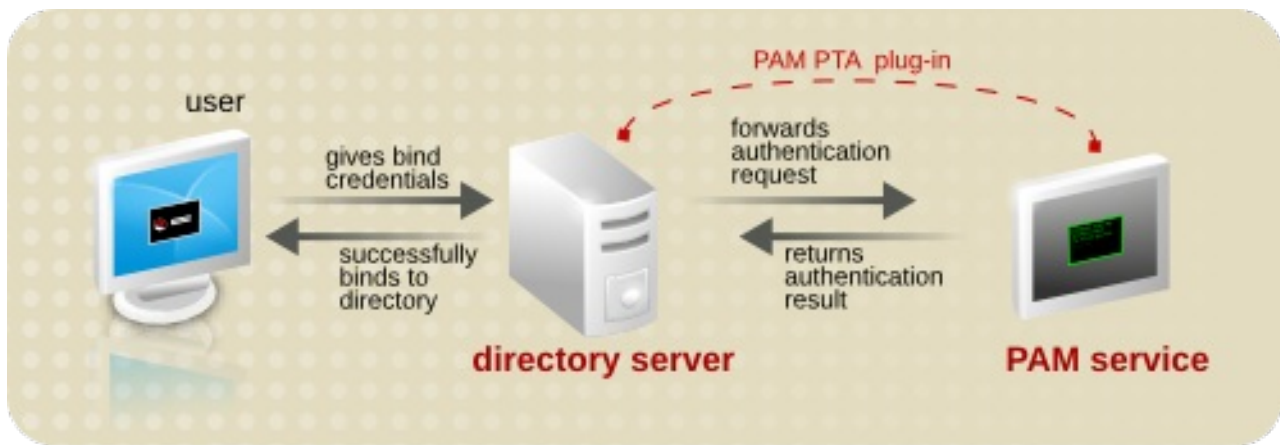 PAM PTA plug-in
user
gives bind
credentials
forwards
authentication
request
successfully
binds to
directory
returns
authentication
result
directory server
PAM service